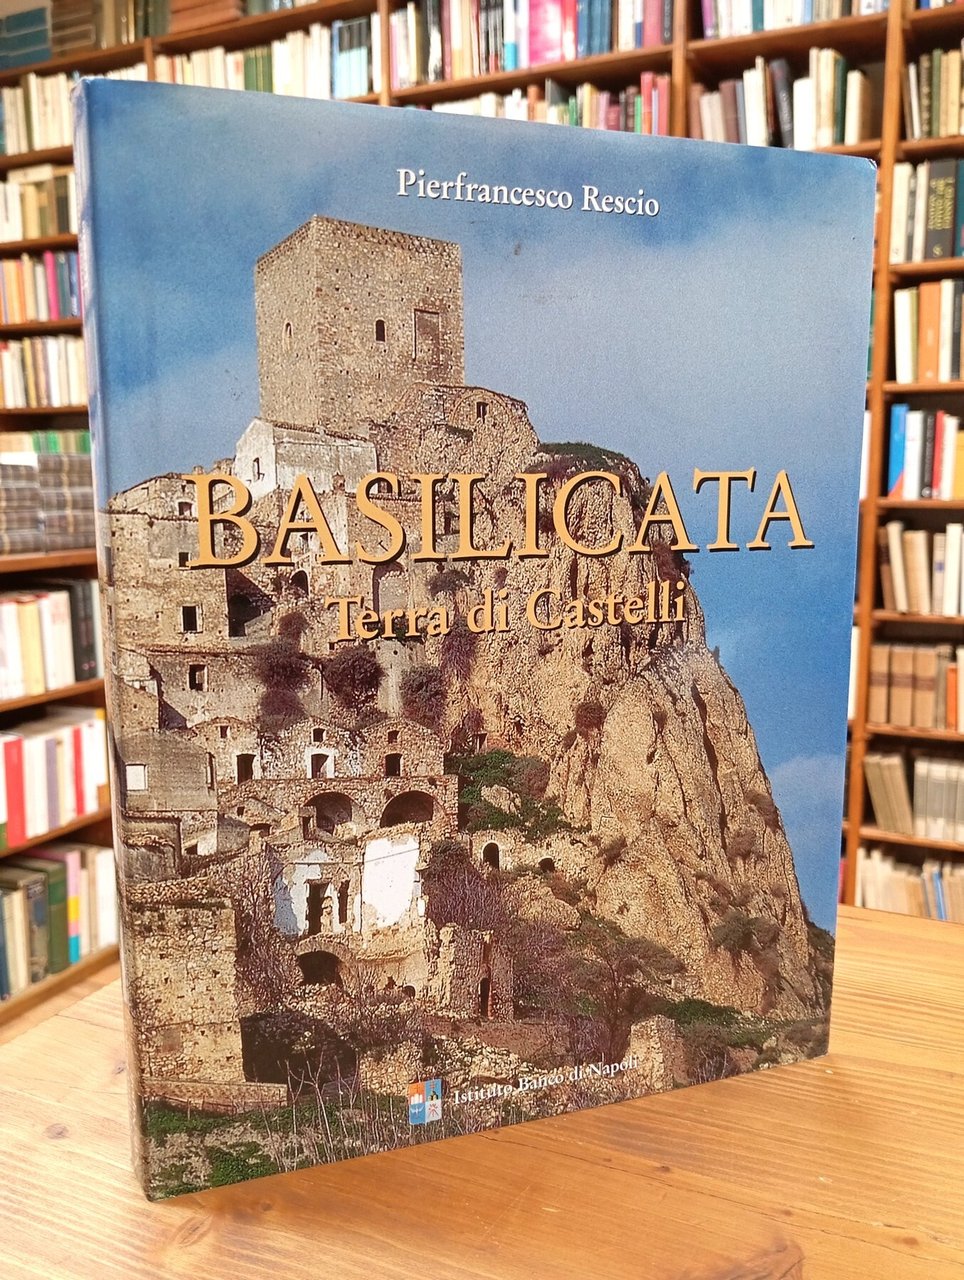 Pierfrancesco Rescio
BASILICATA
Terra di Castelli
Istituto Banco di Napoli